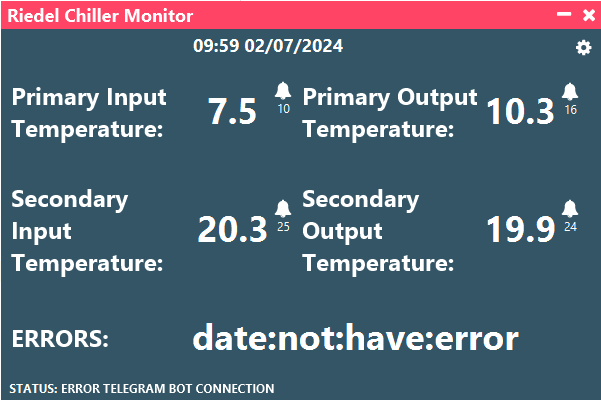 Riedel Chiller Monitor
09:59 02/07/2024
Primary Input
Temperature:
7.5
10
Primary Output
Temperature:
10.3
16
Secondary
Input
Temperature:
20.3
25
Secondary
Output
Temperature:
19.9
24
ERRORS:
date:not:have:error
STATUS: ERROR TELEGRAM BOT CONNECTION